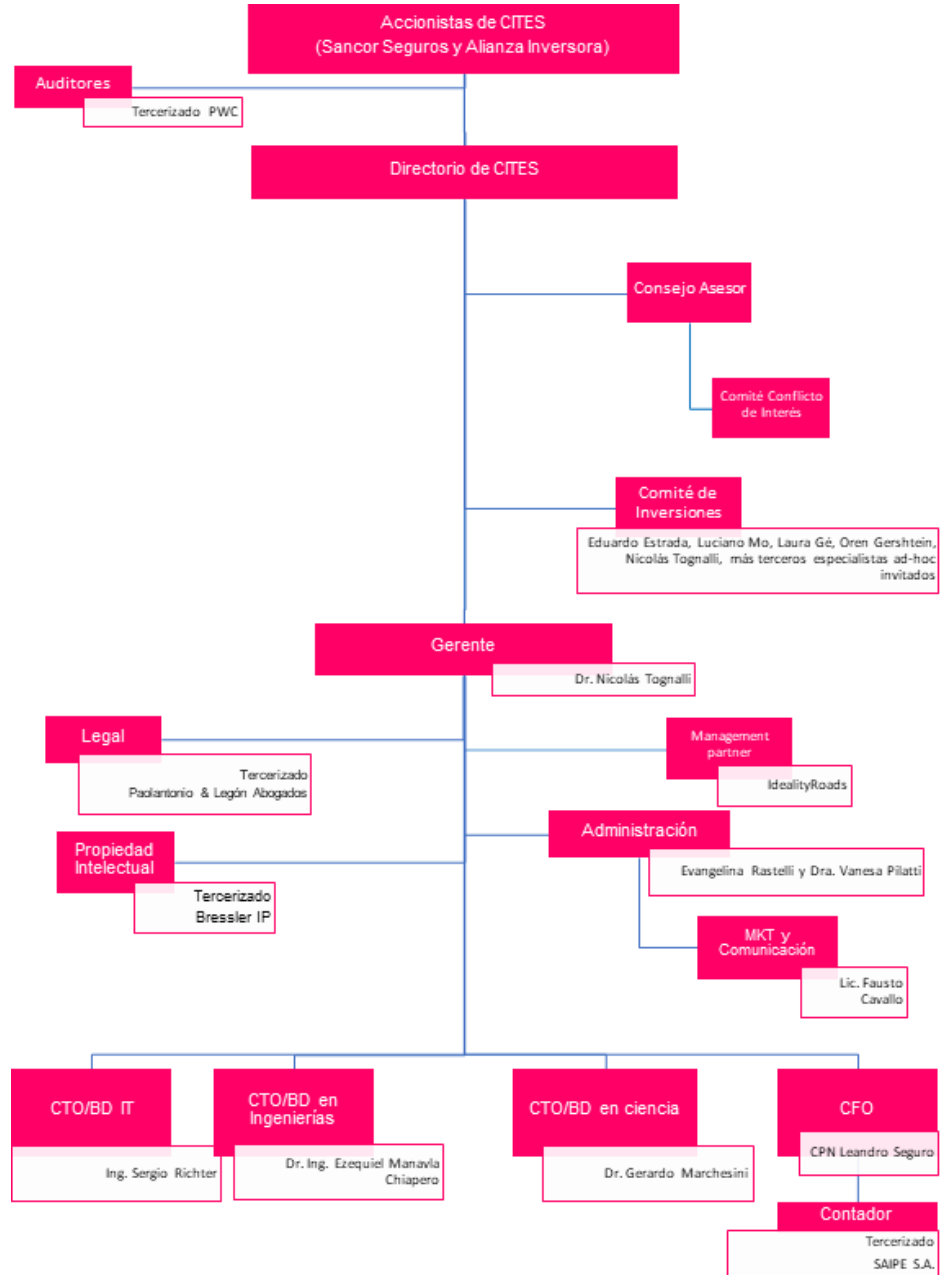 Accionistas de CITES
(Sancor Seguros y Alianza Inversora)
Auditores
Tercerizado PWC
Directorio de CITES
Consejo Asesor
Comité Conflicto
de Interés
Comité de
Inversiones
Eduardo Estrada, Luciano Mo, Laura Gé, Oren Gershtein,
Nicolás Tognalli, más terceros especialistas ad-hoc
invitados
Gerente
Dr. Nicolás Tognalli
Legal
Tercerizado
Paolantonio & Legón Abogados
Management
partner
IdealityRoads
Administración
Evangelina Rastelli y Dra. Vanesa Pilatti
Propiedad
Intelectual
Tercerizado
Bressler IP
MKT y
Comunicación
Lic. Fausto
Cavallo
CTO/BD IT
Ing. Sergio Richter
CTO/BD en
Ingenierías
Dr. Ing. Ezequiel Manavla
Chiapero
CTO/BD en ciencia
Dr. Gerardo Marchesini
CFO
CPN Leandro Seguro
Contador
Tercerizado
SAIPE S.A.